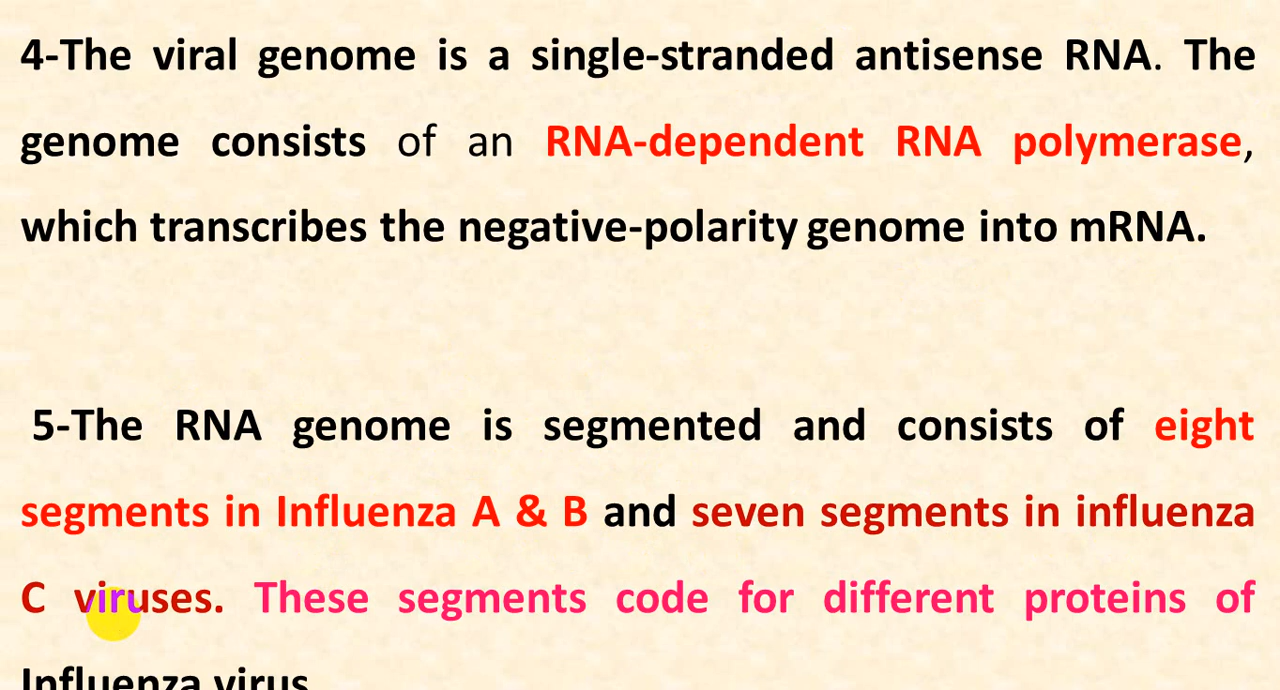 4-The viral genome is a single-stranded antisense RNA. The
genome consists of an RNA-dependent RNA polymerase,
which transcribes the negative-polarity genome into mRNA.
5-The RNA genome is segmented and consists of eight
segments in Influenza A & B and seven segments in influenza
C viruses. These segments code for different proteins of
Influenza virus